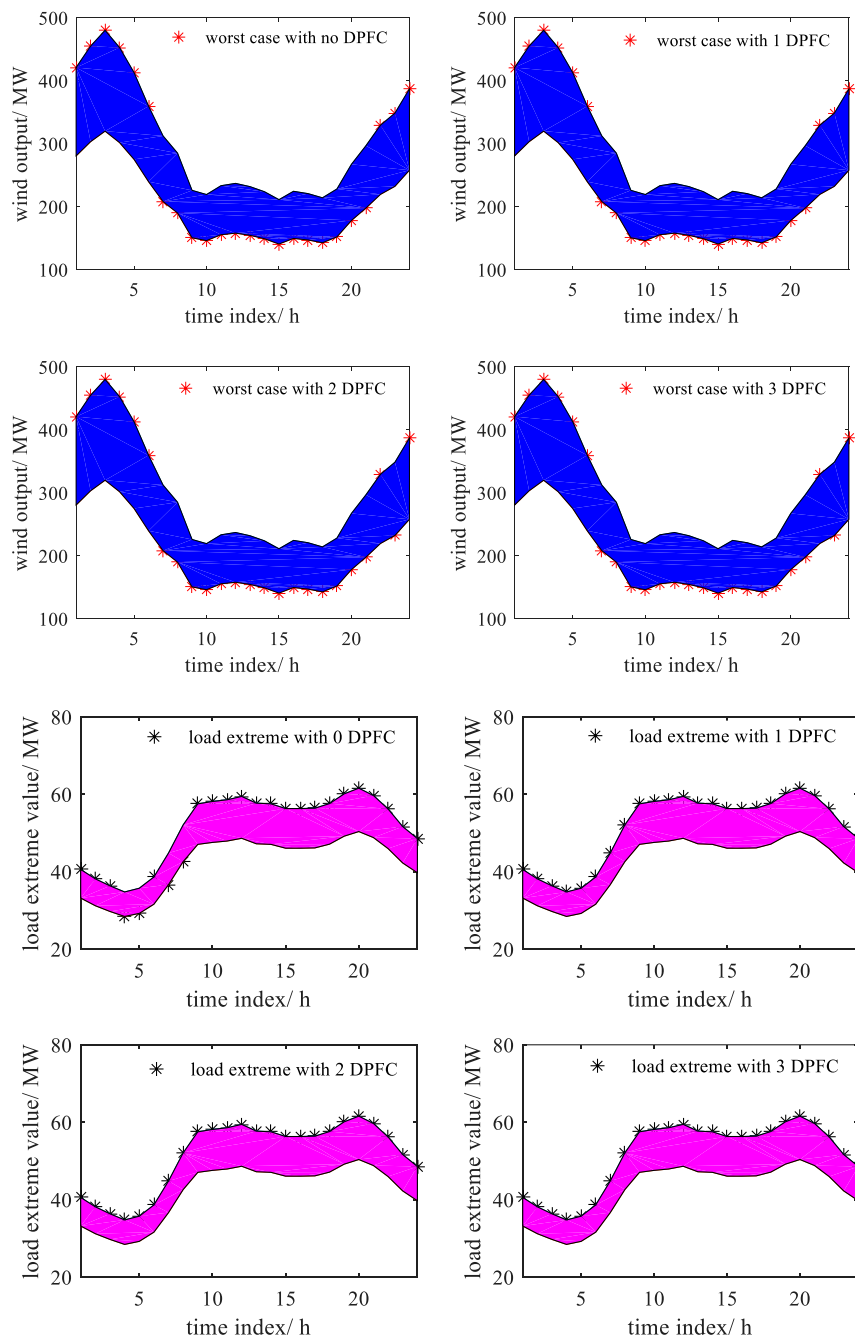 500
400
300
200
100
wind output/ MW
worst case with no DPFC
5
10
15
20
time index/ h
500
400
300
200
100
wind output/ MW
worst case with 1 DPFC
5
10
15
20
time index/ h
500
400
300
200
100
wind output/ MW
worst case with 2 DPFC
5
10
15
20
time index/ h
500
400
300
200
100
wind output/ MW
worst case with 3 DPFC
5
10
15
20
time index/ h
80
60
40
20
load extreme value/ MW
load extreme with 0 DPFC
5
10
15
20
time index/ h
80
60
40
20
load extreme value/ MW
load extreme with 1 DPFC
5
10
15
20
time index/ h
80
60
40
20
load extreme value/ MW
load extreme with 2 DPFC
5
10
15
20
time index/ h
80
60
40
20
load extreme value/ MW
load extreme with 3 DPFC
5
10
15
20
time index/ h